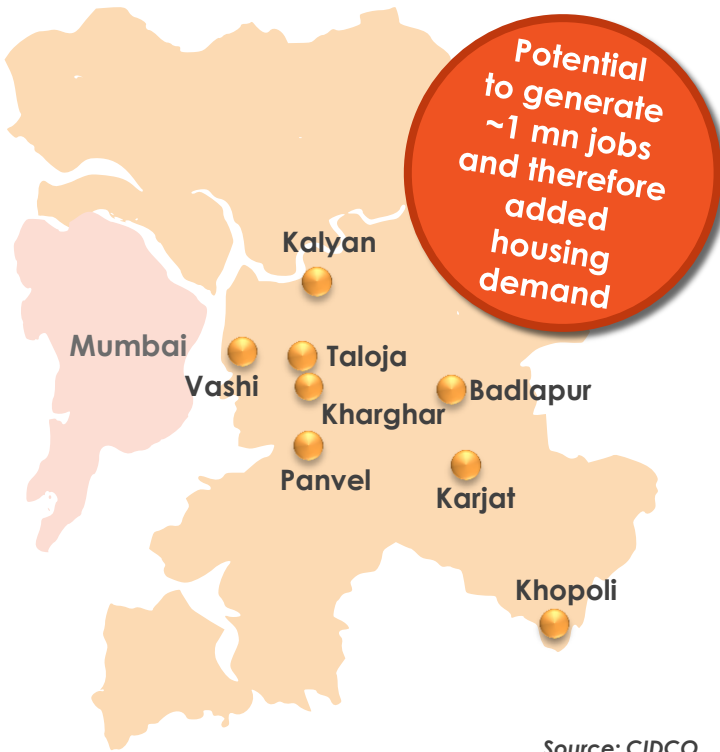 Potential
to generate
~1 mn jobs
and therefore
added
housing
demand
Kalyan
Mumbai
Taloja
Vashi
Badlapur
Kharghar
Panvel
Karjat
Khopoli
Source: CIDCO